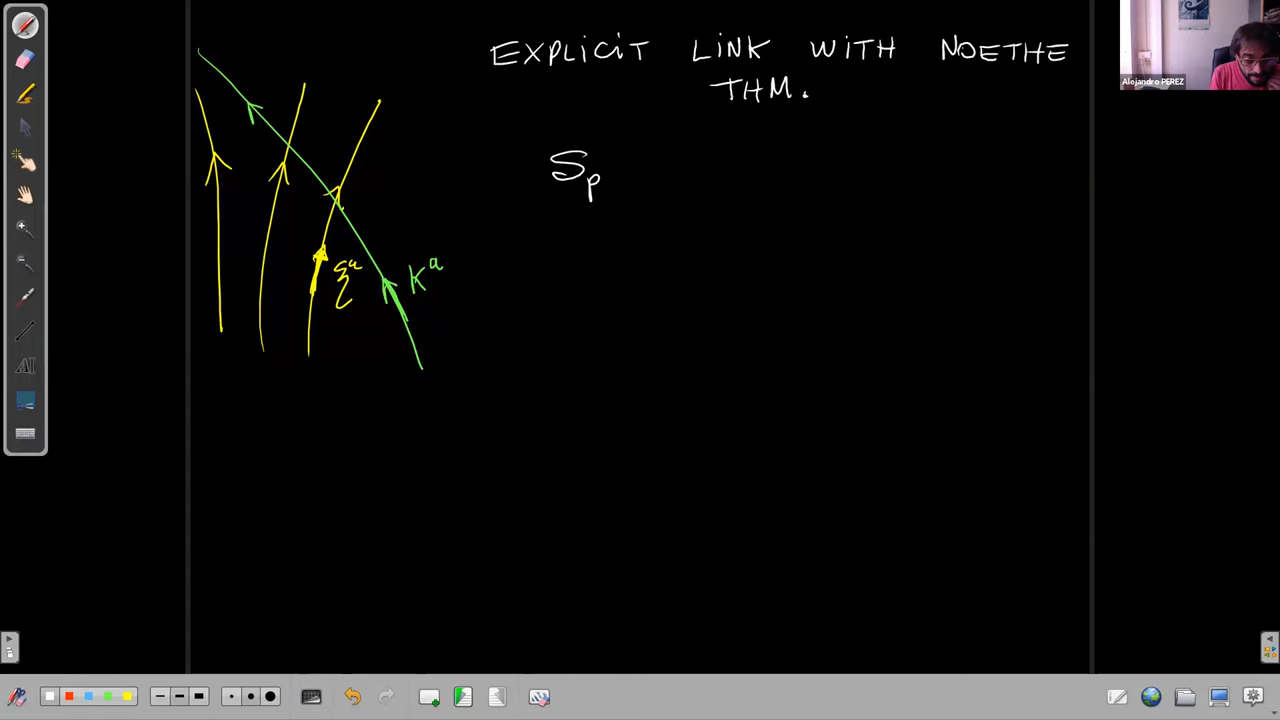 EXPLICIT LINK WITH NOETHE
THM.
Sp
ξᵃ
kᵃ
Alejandro PEREZ